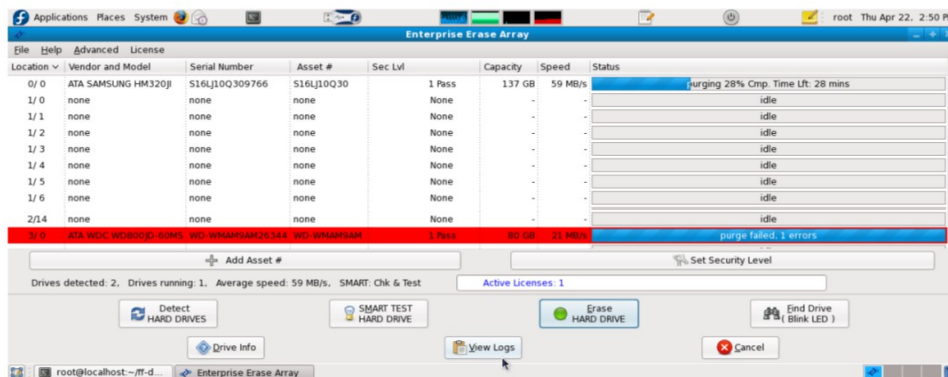 Applications Places System root Thu Apr 22, 2:50 P
Enterprise Erase Array
File Help Advanced License
Location Vendor and Model Serial Number Asset # Sec Lvl Capacity Speed Status
0/ 0 ATA SAMSUNG HM320JI S16LJ10Q309766 S16LJ10Q30 1 Pass 137 GB 59 MB/s purging 28% Cmp. Time Lft: 28 mins
1/ 0 none none none None - - idle
1/ 1 none none none None - - idle
1/ 2 none none none None - - idle
1/ 3 none none none None - - idle
1/ 4 none none none None - - idle
1/ 5 none none none None - - idle
1/ 6 none none none None - - idle
2/14 none none none None - - idle
3/ 0 ATA WDC WD800JD-60MS WD-WMAM9AM26344 WD-WMAM9AM 1 Pass 80 GB 21 MB/s purge failed, 1 errors
Add Asset # Set Security Level
Drives detected: 2, Drives running: 1, Average speed: 59 MB/s, SMART: Chk & Test Active Licenses: 1
Detect HARD DRIVES SMART TEST HARD DRIVE Erase HARD DRIVE Find Drive ( Blink LED )
Drive Info View Logs Cancel
root@localhost:~/ff-d... Enterprise Erase Array